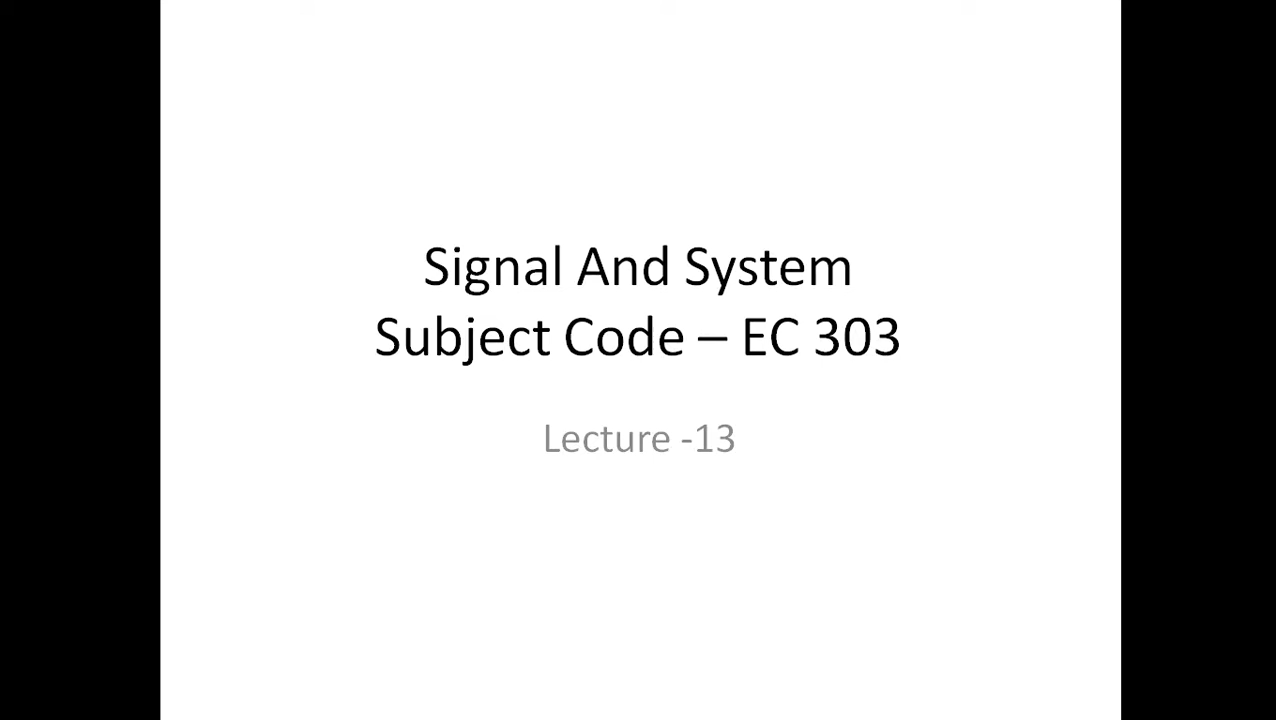 Signal And System
Subject Code – EC 303
Lecture -13